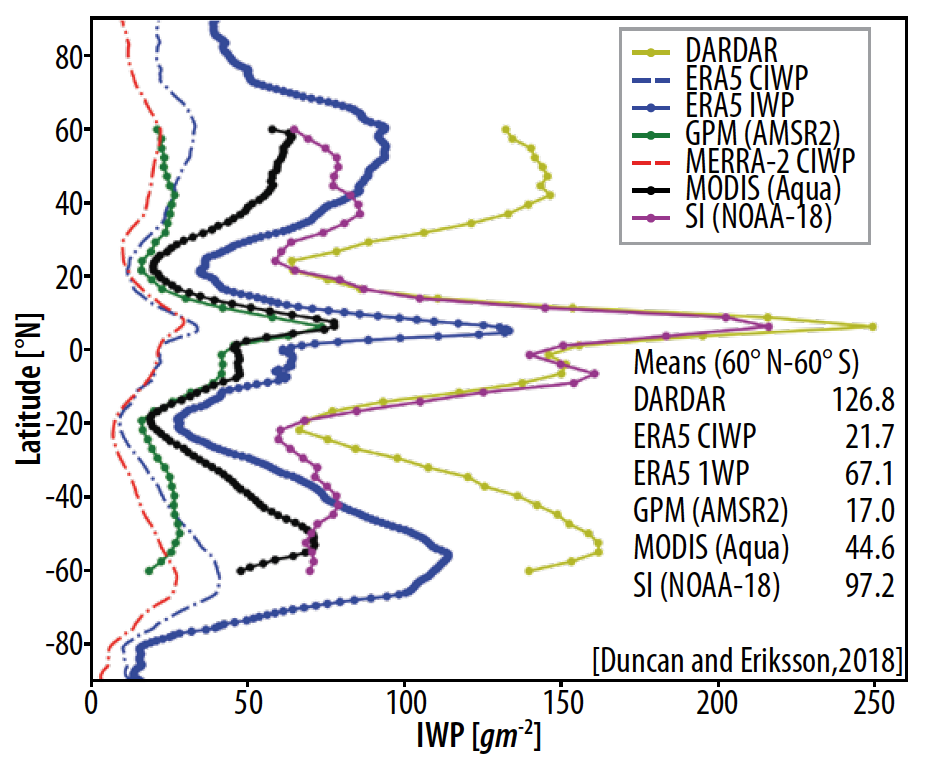 80
60
40
20
0
-20
-40
-60
-80
Latitude [°N]
0 50 100 150 200 250
IWP [gm-2]
DARDAR
ERA5 CIWP
ERA5 IWP
GPM (AMSR2)
MERRA-2 CIWP
MODIS (Aqua)
SI (NOAA-18)
Means (60° N-60° S)
DARDAR 126.8
ERA5 CIWP 21.7
ERA5 1WP 67.1
GPM (AMSR2) 17.0
MODIS (Aqua) 44.6
SI (NOAA-18) 97.2
[Duncan and Eriksson,2018]